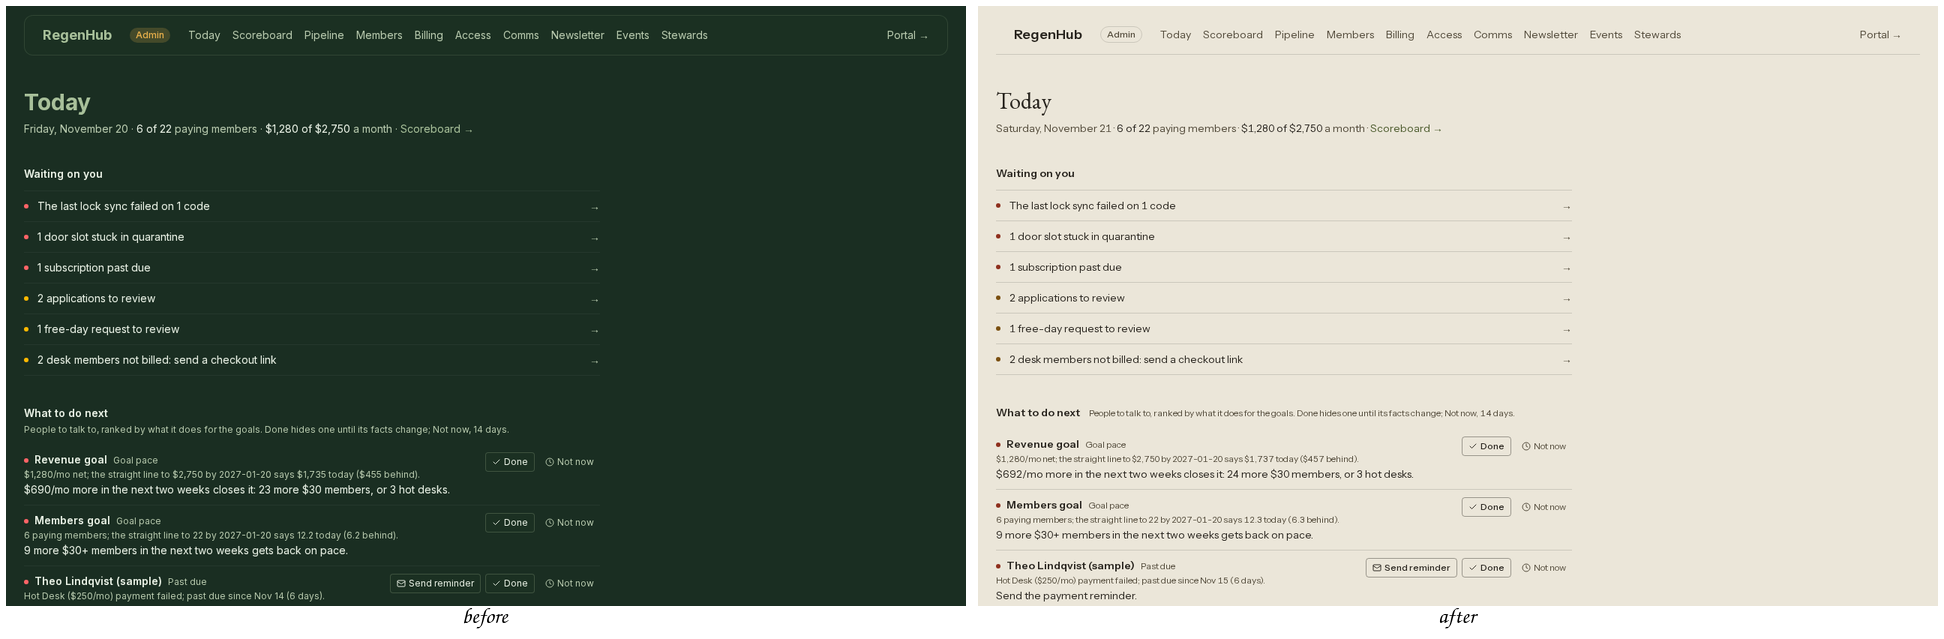 RegenHub Admin Today Scoreboard Pipeline Members Billing Access Comms Newsletter Events Stewards Portal →
Today
Friday, November 20 · 6 of 22 paying members · $1,280 of $2,750 a month · Scoreboard →
Waiting on you
The last lock sync failed on 1 code →
1 door slot stuck in quarantine →
1 subscription past due →
2 applications to review →
1 free-day request to review →
2 desk members not billed: send a checkout link →
What to do next
People to talk to, ranked by what it does for the goals. Done hides one until its facts change; Not now, 14 days.
Revenue goal Goal pace Done Not now
$1,280/mo net; the straight line to $2,750 by 2027-01-20 says $1,735 today ($455 behind).
$690/mo more in the next two weeks closes it: 23 more $30 members, or 3 hot desks.
Members goal Goal pace Done Not now
6 paying members; the straight line to 22 by 2027-01-20 says 12.2 today (6.2 behind).
9 more $30+ members in the next two weeks gets back on pace.
Theo Lindqvist (sample) Past due Send reminder Done Not now
Hot Desk ($250/mo) payment failed; past due since Nov 14 (6 days).
before
RegenHub Admin Today Scoreboard Pipeline Members Billing Access Comms Newsletter Events Stewards Portal →
Today
Saturday, November 21 · 6 of 22 paying members · $1,280 of $2,750 a month · Scoreboard →
Waiting on you
The last lock sync failed on 1 code →
1 door slot stuck in quarantine →
1 subscription past due →
2 applications to review →
1 free-day request to review →
2 desk members not billed: send a checkout link →
What to do next People to talk to, ranked by what it does for the goals. Done hides one until its facts change; Not now, 14 days.
Revenue goal Goal pace Done Not now
$1,280/mo net; the straight line to $2,750 by 2027-01-20 says $1,737 today ($457 behind).
$692/mo more in the next two weeks closes it: 24 more $30 members, or 3 hot desks.
Members goal Goal pace Done Not now
6 paying members; the straight line to 22 by 2027-01-20 says 12.3 today (6.3 behind).
9 more $30+ members in the next two weeks gets back on pace.
Theo Lindqvist (sample) Past due Send reminder Done Not now
Hot Desk ($250/mo) payment failed; past due since Nov 15 (6 days).
Send the payment reminder.
after